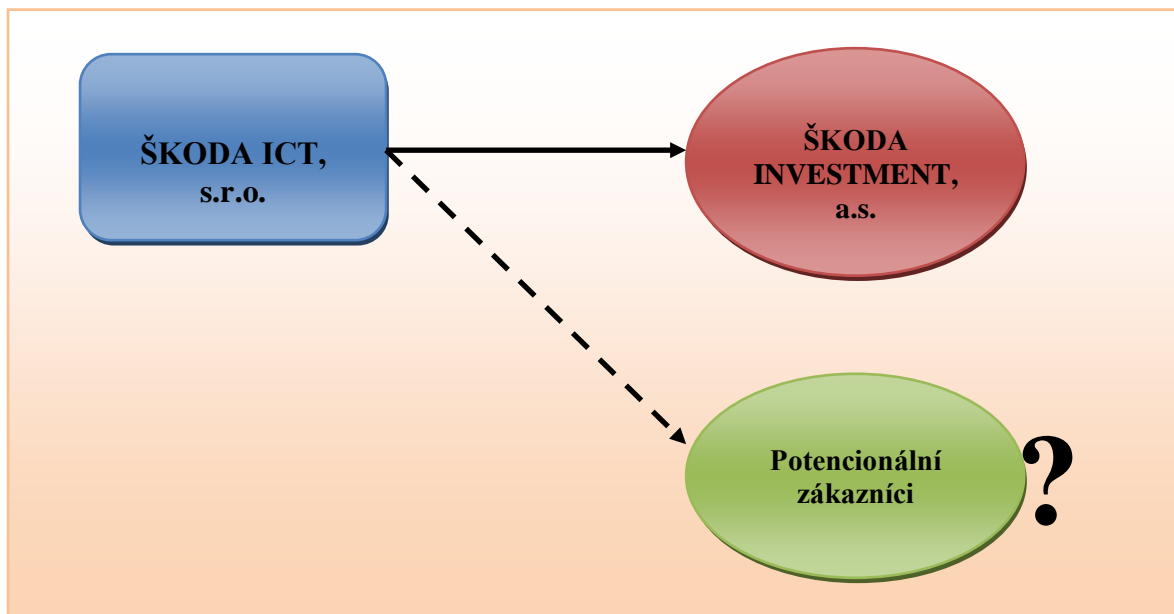 ŠKODA ICT,
s.r.o.
ŠKODA
INVESTMENT,
a.s.
Potencionální
zákazníci
?